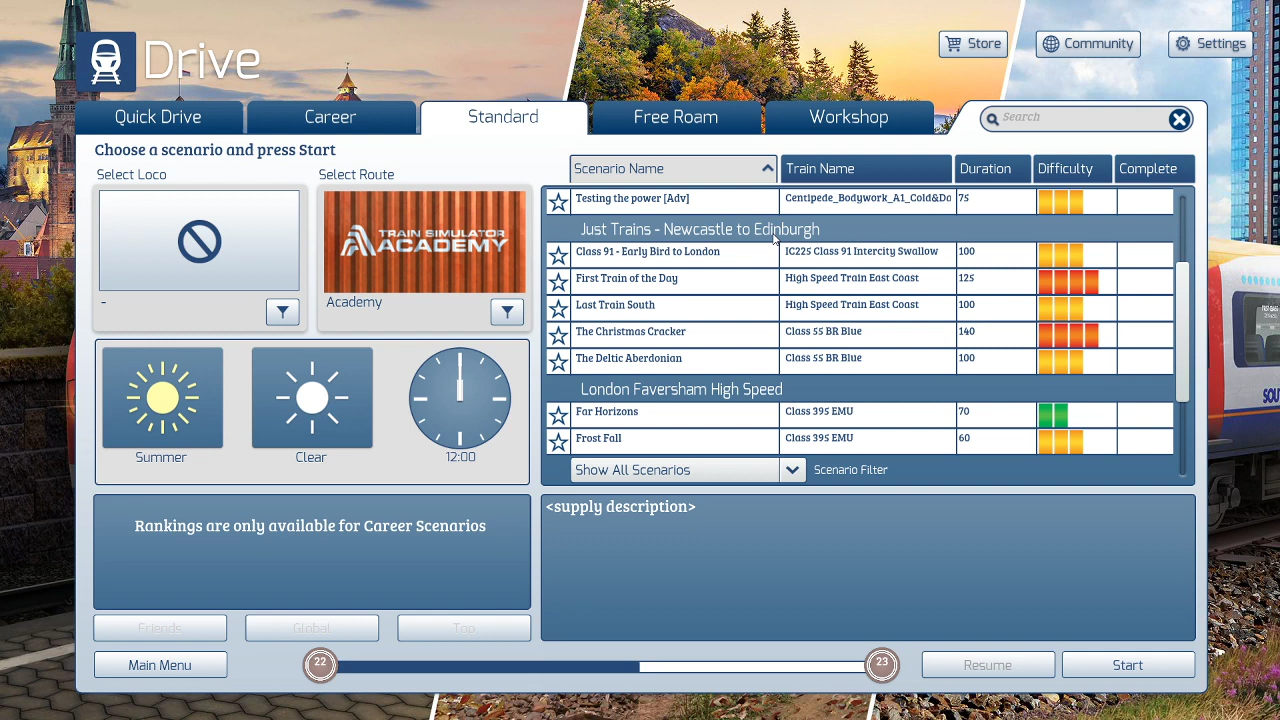 Drive
Store
Community
Settings
Quick Drive
Career
Standard
Free Roam
Workshop
Search
Choose a scenario and press Start
Select Loco
Select Route
TRAIN SIMULATOR
ACADEMY
-
Academy
Summer
Clear
12:00
Scenario Name
Train Name
Duration
Difficulty
Complete
Testing the power [Adv] Centipede_Bodywork_A1_Cold&Da 75
Just Trains - Newcastle to Edinburgh
Class 91 - Early Bird to London IC225 Class 91 Intercity Swallow 100
First Train of the Day High Speed Train East Coast 125
Last Train South High Speed Train East Coast 100
The Christmas Cracker Class 55 BR Blue 140
The Deltic Aberdonian Class 55 BR Blue 100
London Faversham High Speed
Far Horizons Class 395 EMU 70
Frost Fall Class 395 EMU 60
Show All Scenarios
Scenario Filter
Rankings are only available for Career Scenarios
<supply description>
Friends
Global
Top
Main Menu
22
23
Resume
Start
SOU